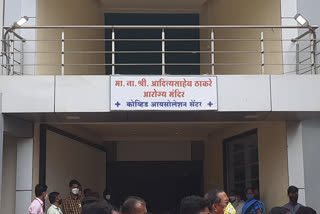 मा. ना. श्री. आदित्यसाहेब ठाकरे
आरोग्य मंदिर
कोव्हिड आयसोलेशन सेंटर